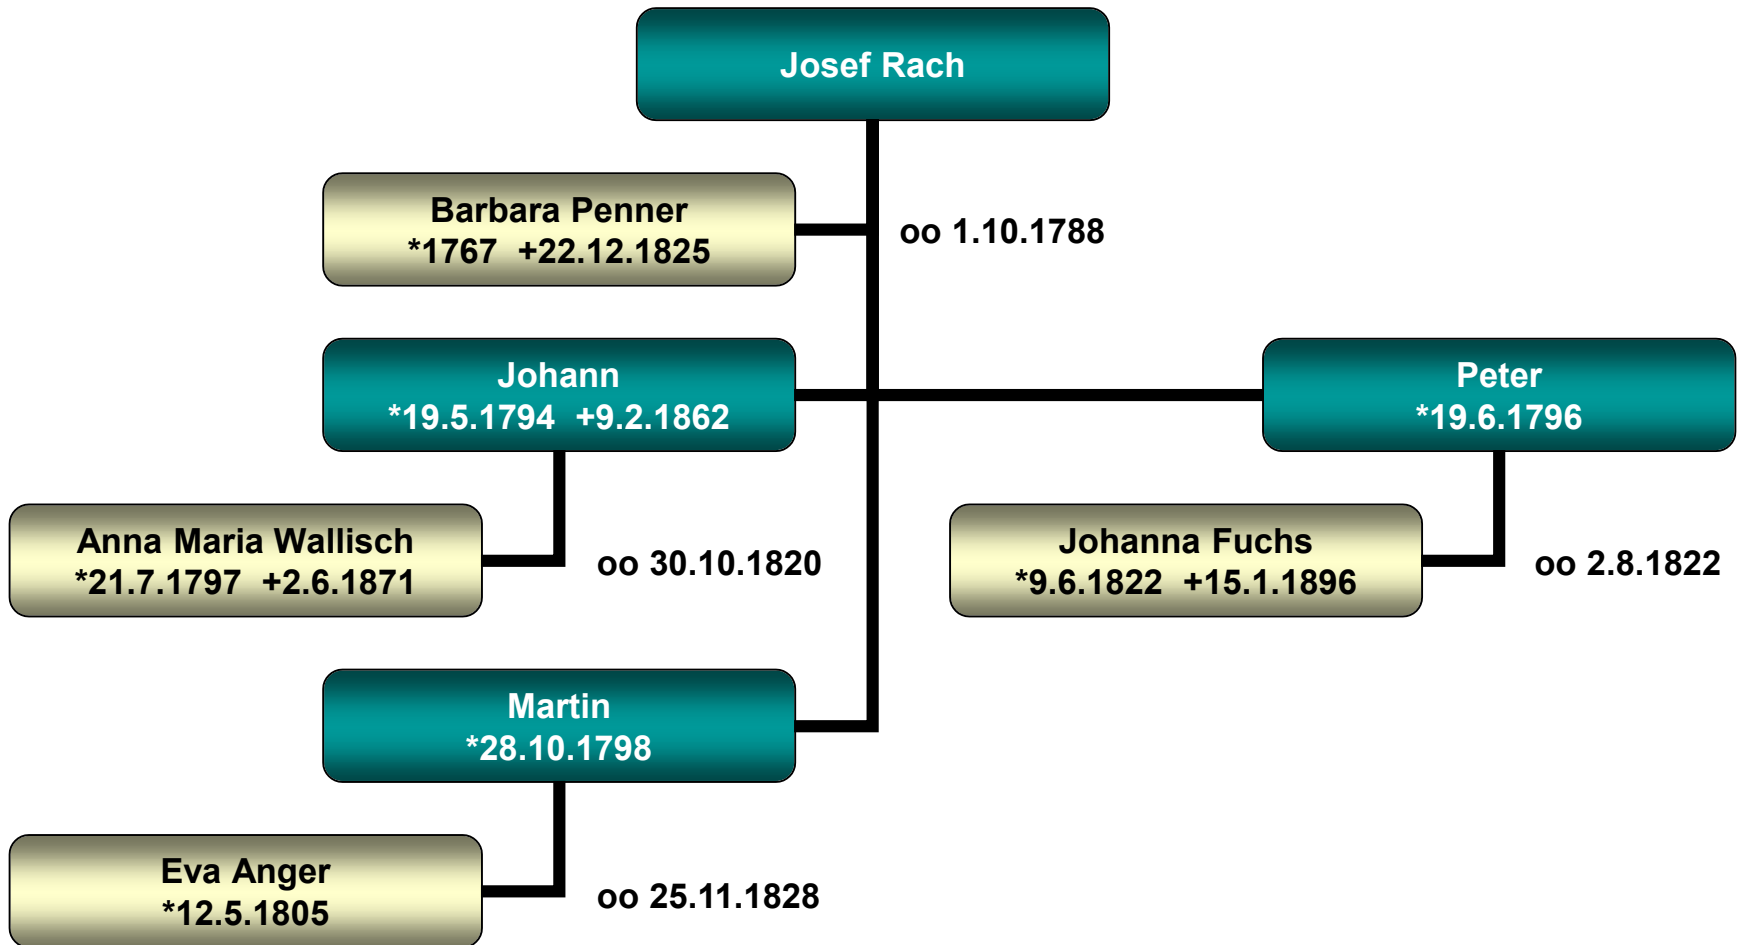 Josef Rach
Barbara Penner
*1767 +22.12.1825
oo 1.10.1788
Johann
*19.5.1794 +9.2.1862
Peter
*19.6.1796
Anna Maria Wallisch
*21.7.1797 +2.6.1871
oo 30.10.1820
Johanna Fuchs
*9.6.1822 +15.1.1896
oo 2.8.1822
Martin
*28.10.1798
Eva Anger
*12.5.1805
oo 25.11.1828